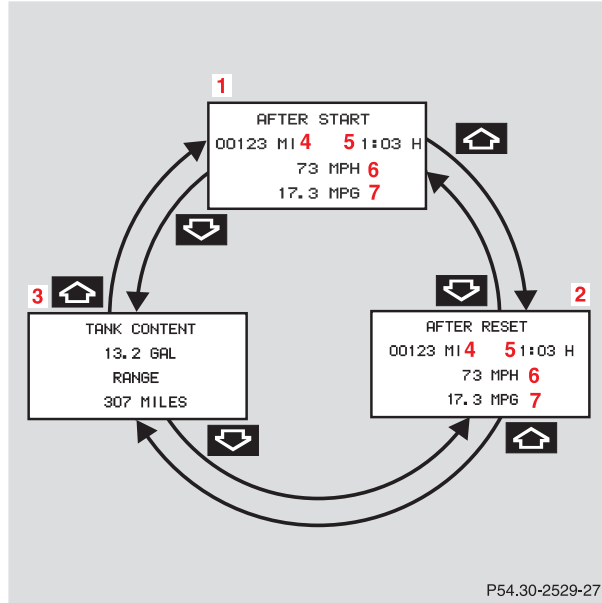 1
AFTER START
00123 MI 4 5 1:03 H
73 MPH 6
17.3 MPG 7
3
TANK CONTENT
13.2 GAL
RANGE
307 MILES
2
AFTER RESET
00123 MI 4 5 1:03 H
73 MPH 6
17.3 MPG 7
P54.30-2529-27